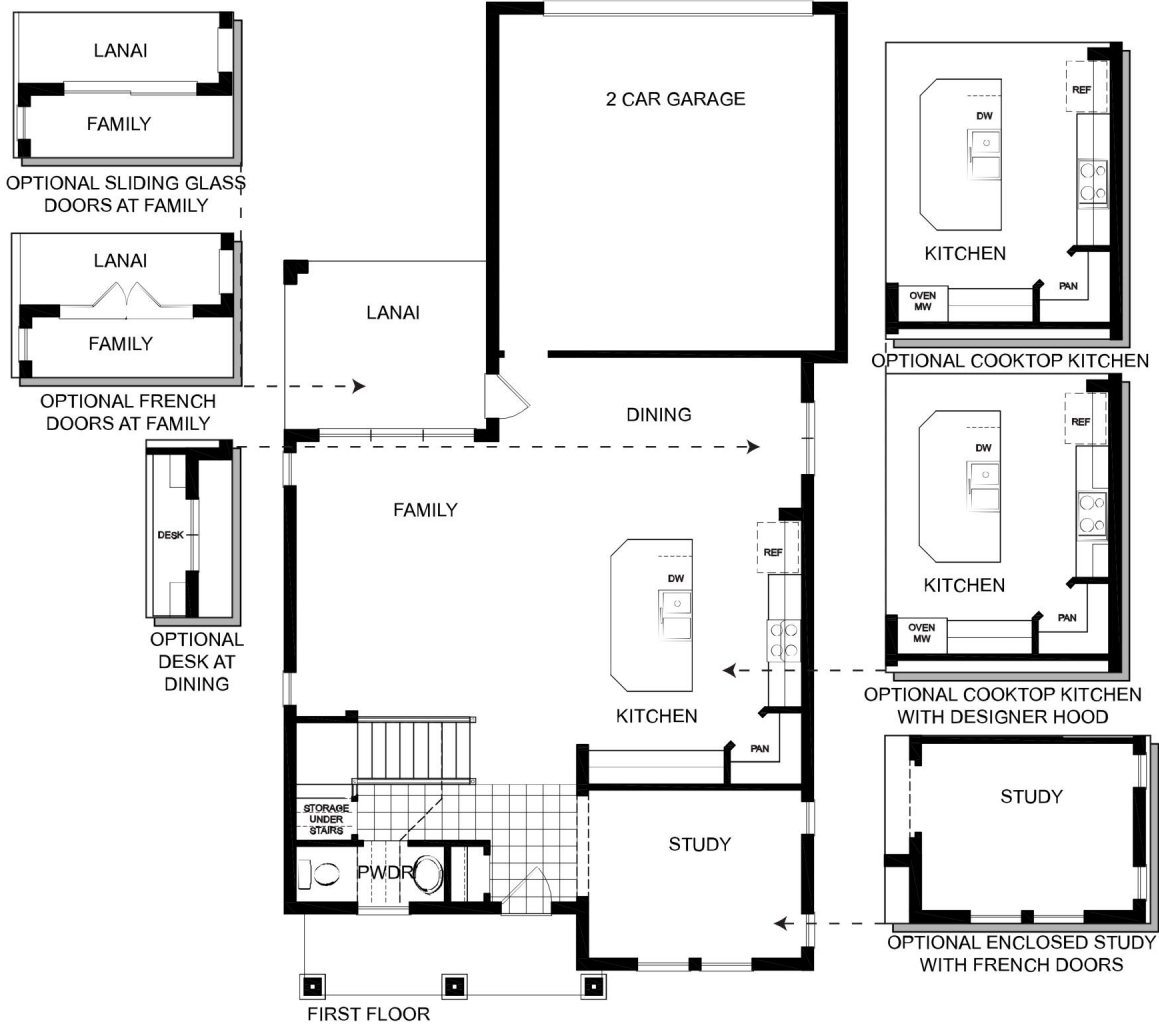 LANAI
FAMILY
OPTIONAL SLIDING GLASS
DOORS AT FAMILY
LANAI
FAMILY
OPTIONAL FRENCH
DOORS AT FAMILY
DESK
OPTIONAL
DESK AT
DINING
2 CAR GARAGE
LANAI
DINING
FAMILY
REF
DW
KITCHEN
PAN
STORAGE
UNDER
STAIRS
PWDR
STUDY
FIRST FLOOR
REF
DW
KITCHEN
PAN
OVEN
MW
OPTIONAL COOKTOP KITCHEN
REF
DW
KITCHEN
PAN
OVEN
MW
OPTIONAL COOKTOP KITCHEN
WITH DESIGNER HOOD
STUDY
OPTIONAL ENCLOSED STUDY
WITH FRENCH DOORS